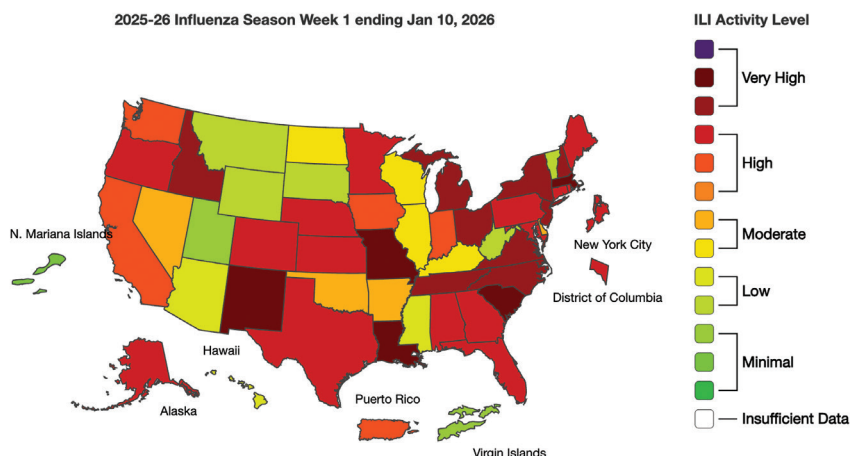 2025-26 Influenza Season Week 1 ending Jan 10, 2026
ILI Activity Level
Very High
High
Moderate
Low
Minimal
Insufficient Data
N. Mariana Islands
New York City
District of Columbia
Hawaii
Alaska
Puerto Rico
Virgin Islands